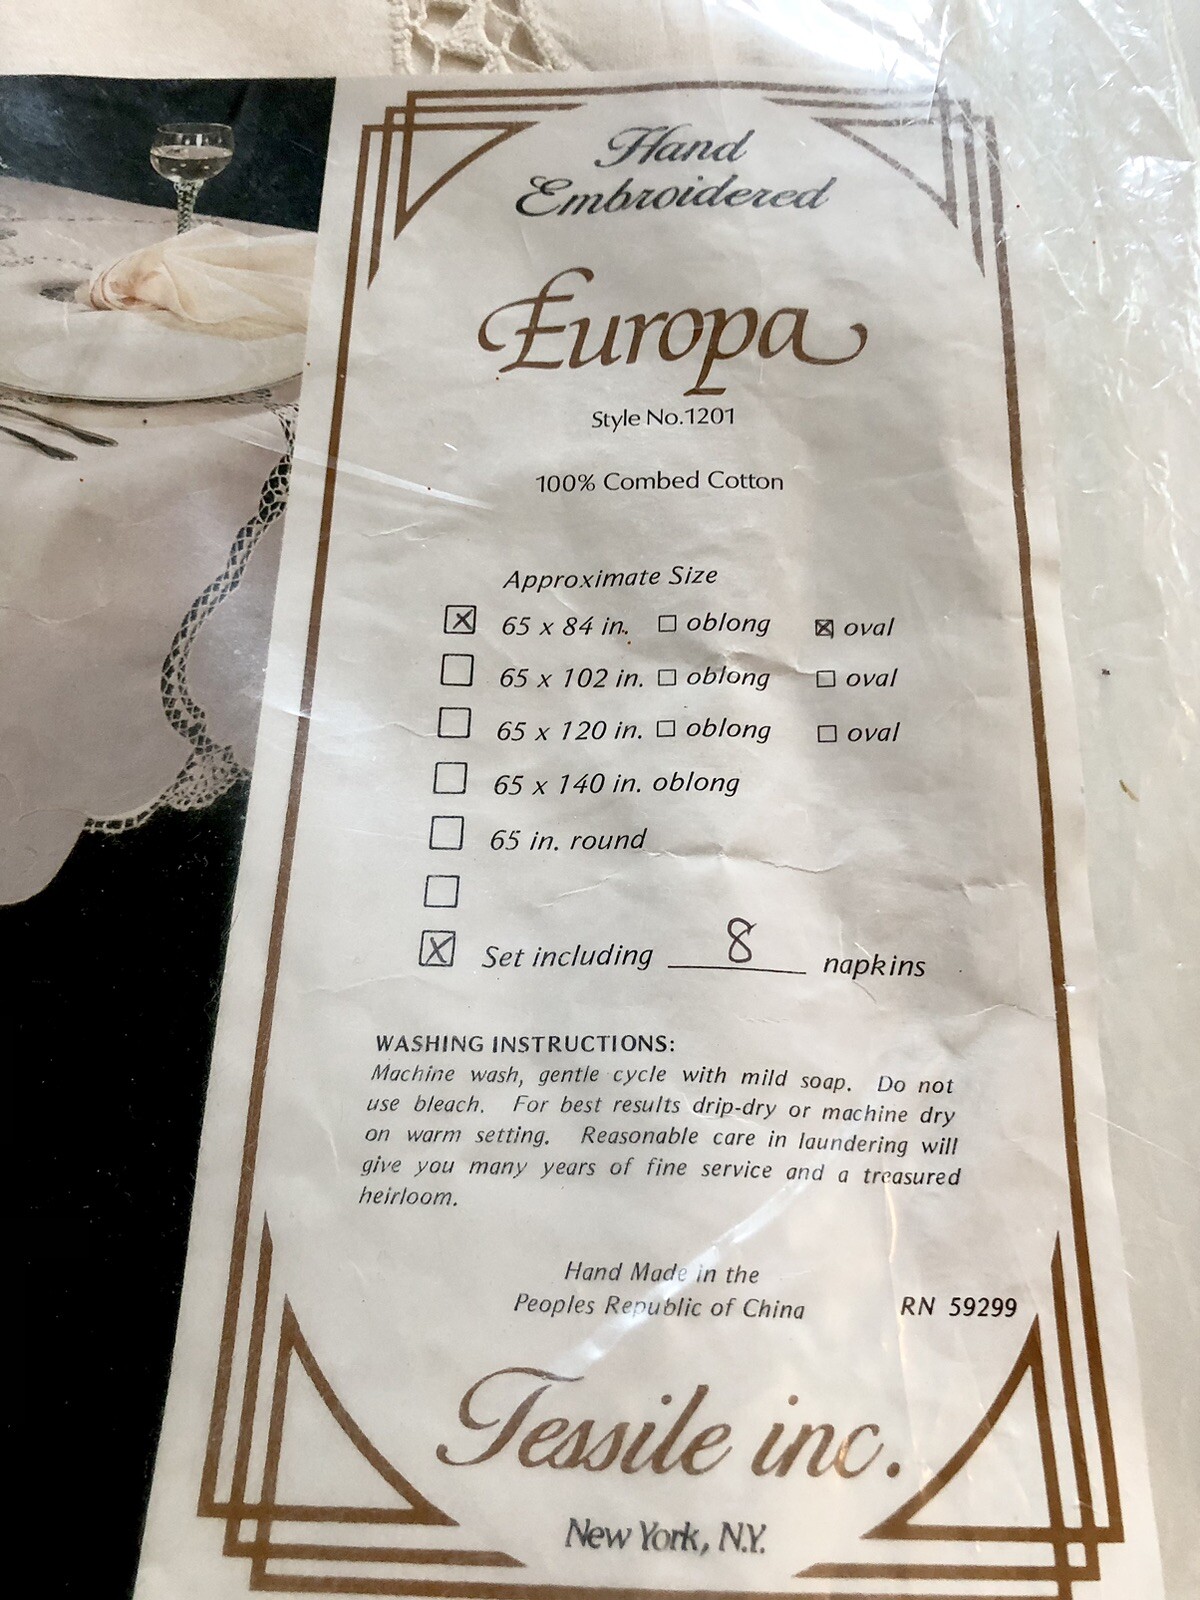 Hand
Embroidered
Europa
Style No.1201
100% Combed Cotton
Approximate Size
☒ 65 x 84 in. ☐ oblong ☒ oval
☐ 65 x 102 in. ☐ oblong ☐ oval
☐ 65 x 120 in. ☐ oblong ☐ oval
☐ 65 x 140 in. oblong
☐ 65 in. round
☐
☒ Set including 8 napkins
WASHING INSTRUCTIONS:
Machine wash, gentle cycle with mild soap. Do not
use bleach. For best results drip-dry or machine dry
on warm setting. Reasonable care in laundering will
give you many years of fine service and a treasured
heirloom.
Hand Made in the
Peoples Republic of China RN 59299
Tessile inc.
New York, N.Y.